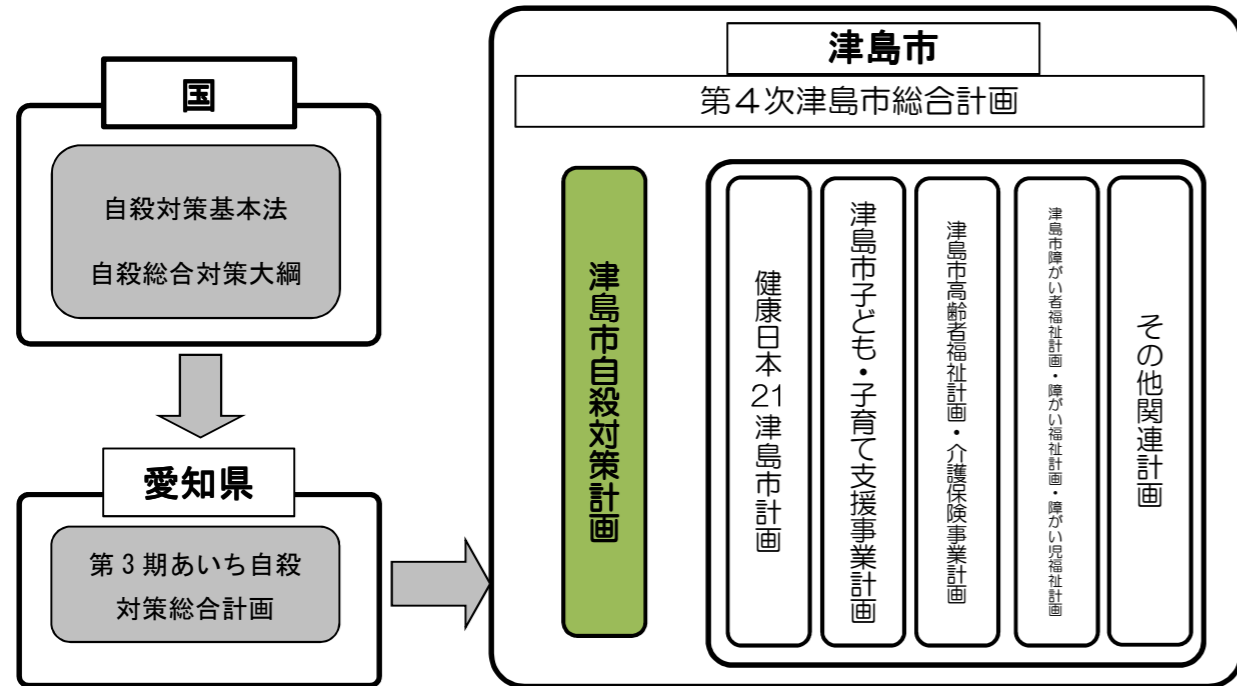 国
自殺対策基本法
自殺総合対策大綱
愛知県
第3期あいち自殺
対策総合計画
津島市
第4次津島市総合計画
津島市自殺対策計画
健康日本21津島市計画
津島市子ども・子育て支援事業計画
津島市高齢者福祉計画・介護保険事業計画
津島市障がい者福祉計画・障がい福祉計画・障がい児福祉計画
その他関連計画